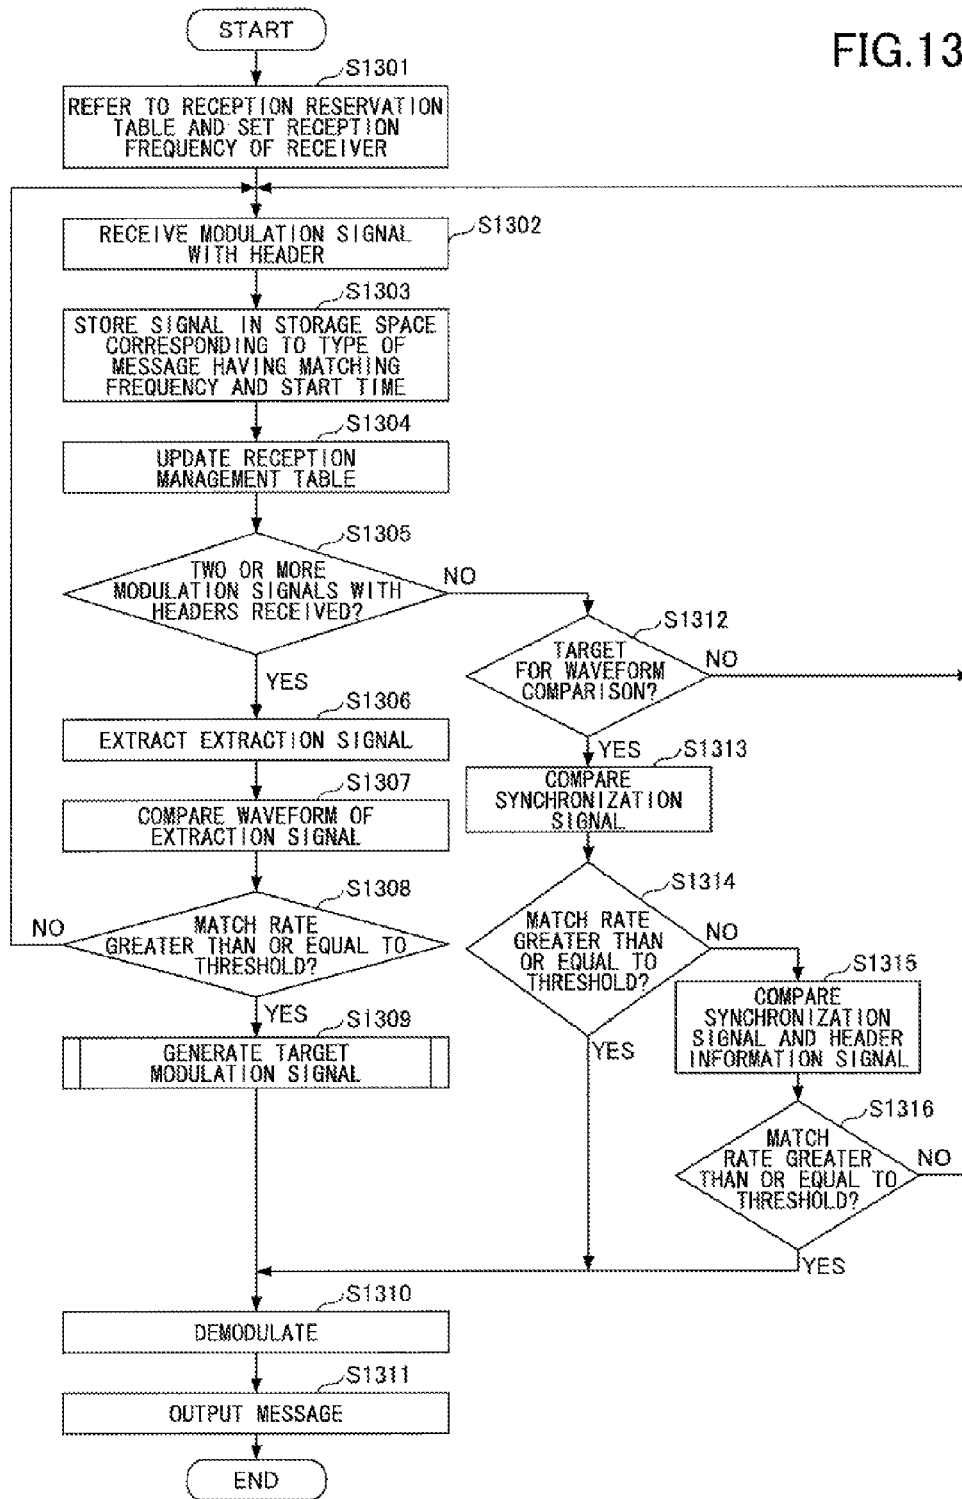 FIG.13
START
S1301
REFER TO RECEPTION RESERVATION
TABLE AND SET RECEPTION
FREQUENCY OF RECEIVER
S1302
RECEIVE MODULATION SIGNAL
WITH HEADER
S1303
STORE SIGNAL IN STORAGE SPACE
CORRESPONDING TO TYPE OF
MESSAGE HAVING MATCHING
FREQUENCY AND START TIME
S1304
UPDATE RECEPTION
MANAGEMENT TABLE
S1305
TWO OR MORE
MODULATION SIGNALS WITH
HEADERS RECEIVED?
NO
YES
S1306
EXTRACT EXTRACTION SIGNAL
S1307
COMPARE WAVEFORM OF
EXTRACTION SIGNAL
S1308
MATCH RATE
GREATER THAN OR EQUAL TO
THRESHOLD?
NO
YES
S1309
GENERATE TARGET
MODULATION SIGNAL
S1312
TARGET
FOR WAVEFORM
COMPARISON?
NO
YES
S1313
COMPARE
SYNCHRONIZATION
SIGNAL
S1314
MATCH RATE
GREATER THAN
OR EQUAL TO
THRESHOLD?
NO
YES
S1315
COMPARE
SYNCHRONIZATION
SIGNAL AND HEADER
INFORMATION SIGNAL
S1316
MATCH
RATE GREATER
THAN OR EQUAL TO
THRESHOLD?
NO
YES
S1310
DEMODULATE
S1311
OUTPUT MESSAGE
END